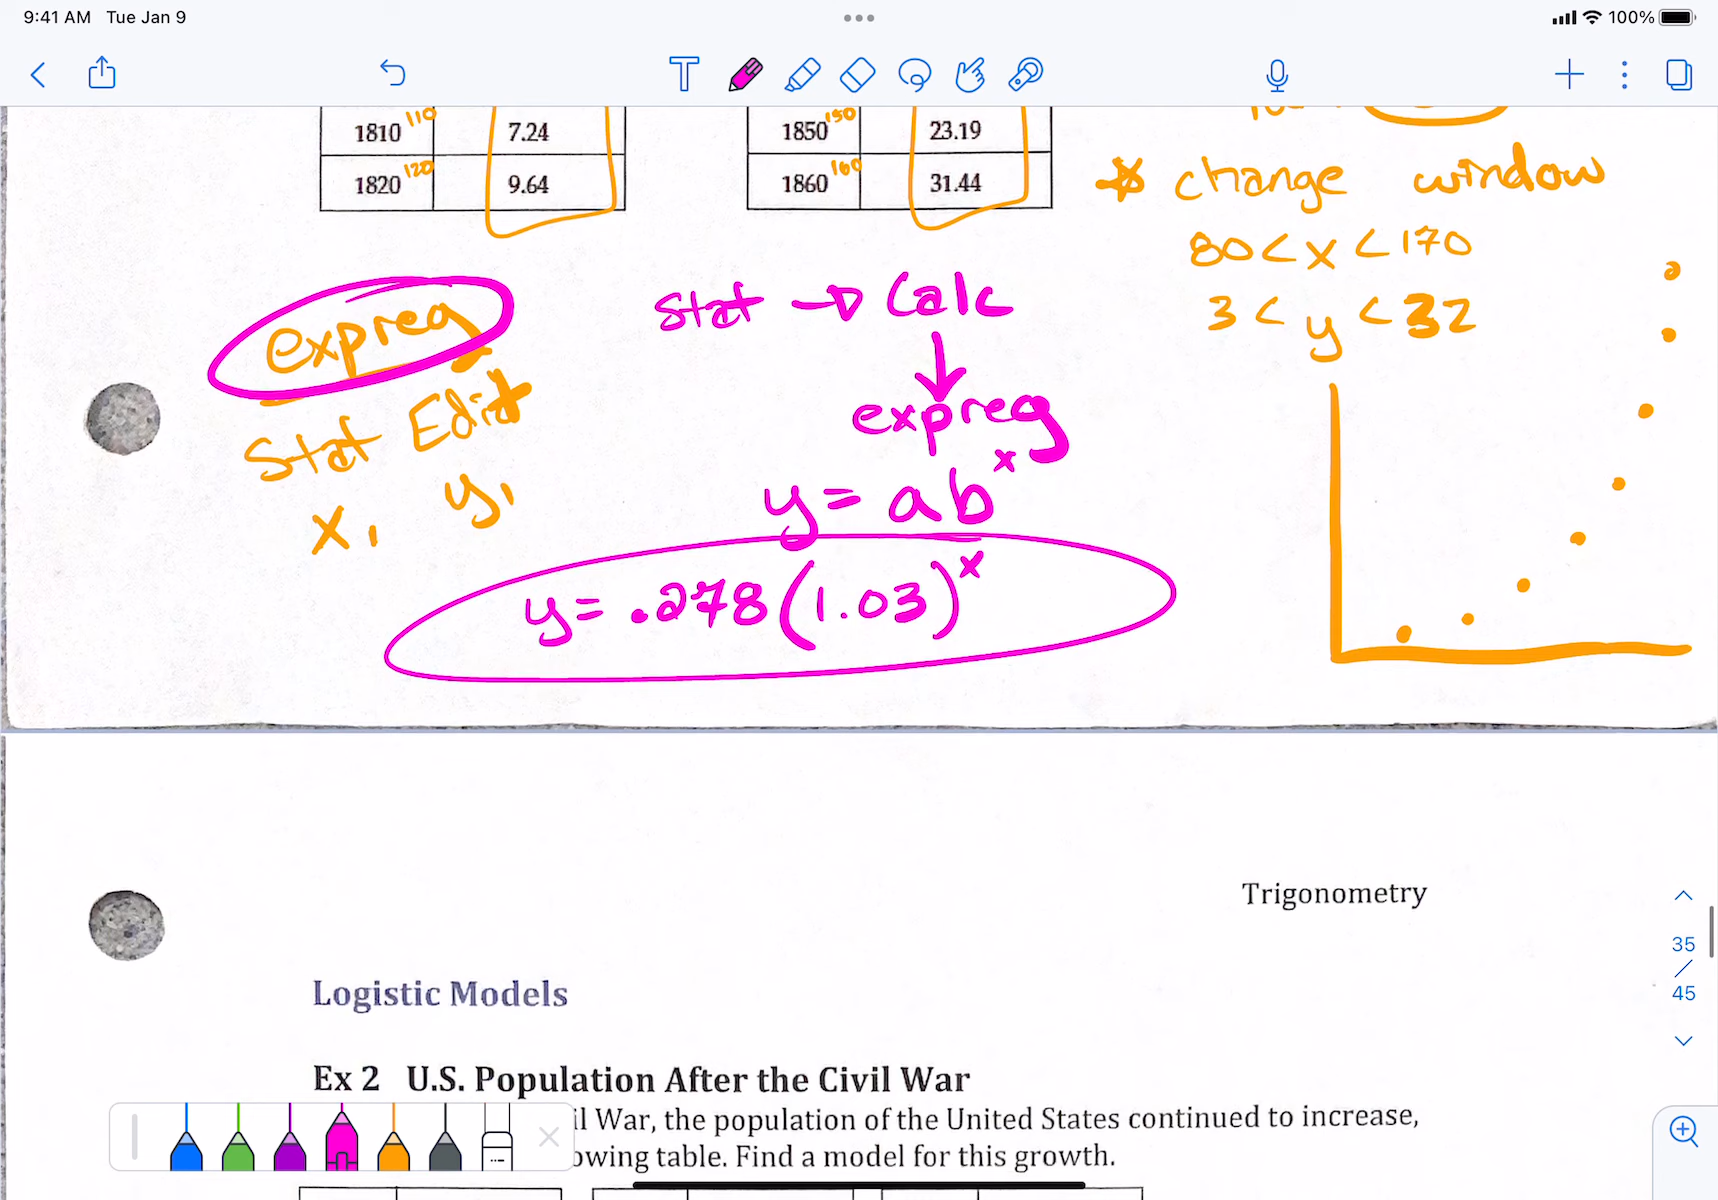 9:41 AM Tue Jan 9
100%
1810 110 7.24
1820 120 9.64
1850 150 23.19
1860 160 31.44
* change window
80 < x < 170
3 < y < 32
expreg
Stat Edit
x, y,
Stat → Calc
expreg
y = ab^x
y = .278(1.03)^x
Trigonometry
35
/
45
Logistic Models
Ex 2 U.S. Population After the Civil War
il War, the population of the United States continued to increase,
owing table. Find a model for this growth.